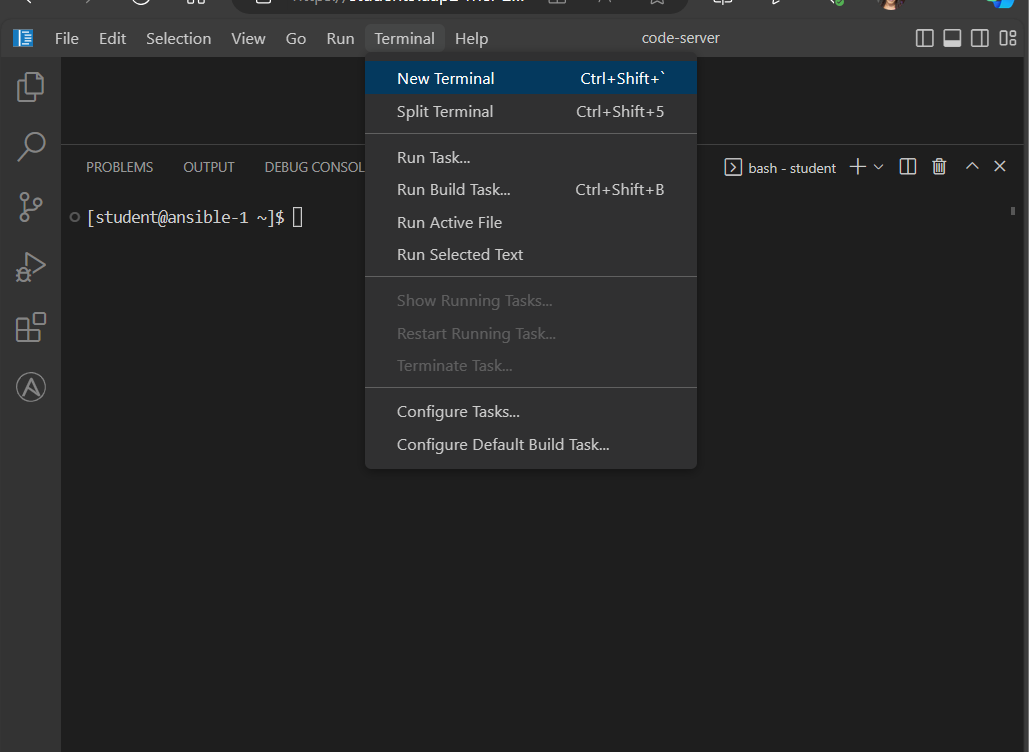 File Edit Selection View Go Run Terminal Help code-server
New Terminal Ctrl+Shift+`
Split Terminal Ctrl+Shift+5
Run Task...
Run Build Task... Ctrl+Shift+B
Run Active File
Run Selected Text
Show Running Tasks...
Restart Running Task...
Terminate Task...
Configure Tasks...
Configure Default Build Task...
PROBLEMS OUTPUT DEBUG CONSOL bash - student
[student@ansible-1 ~]$